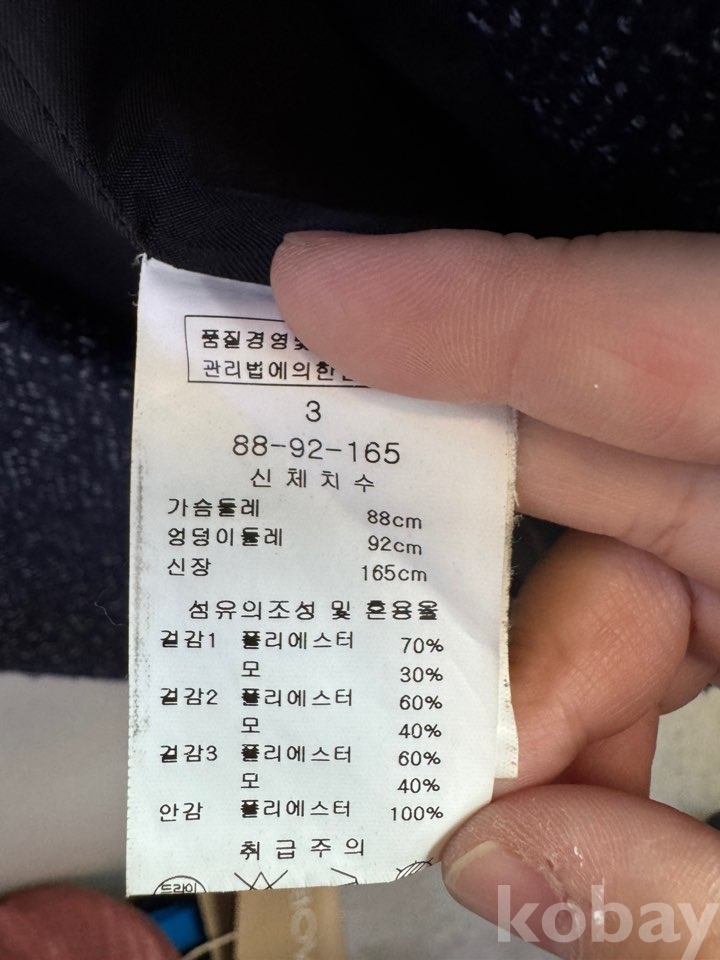 품질경영및
관리법에의한
3
88-92-165
신체치수
가슴둘레 88cm
엉덩이둘레 92cm
신장 165cm
섬유의조성 및 혼용율
겉감1 폴리에스터 70%
모 30%
겉감2 폴리에스터 60%
모 40%
겉감3 폴리에스터 60%
모 40%
안감 폴리에스터 100%
취급주의
드라이
kobay